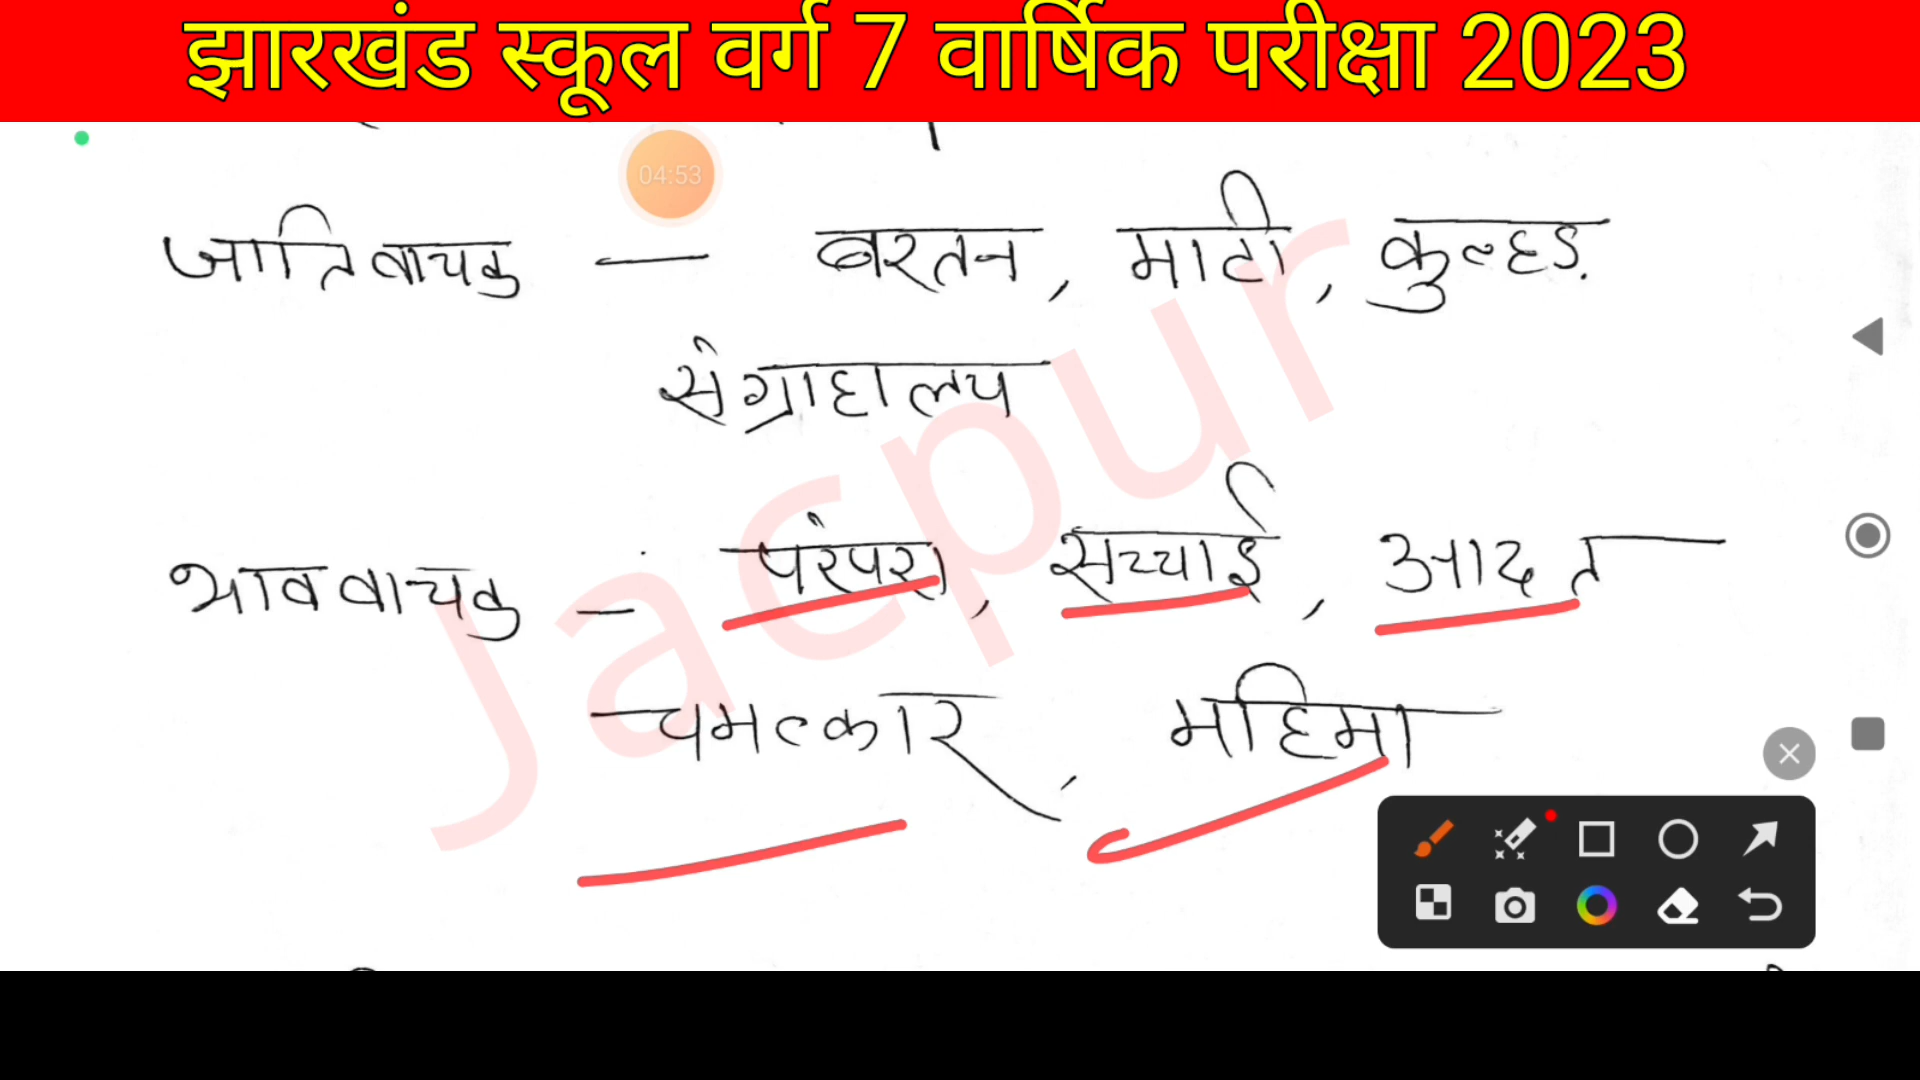 झारखंड स्कूल वर्ग 7 वार्षिक परीक्षा 2023
04:53
जातिवाचक — बरतन, माटी, कुल्हड़
संग्राहालय
भाववाचक - परंपरा, सच्चाई, आदत
चमत्कार, महिमा
Jacpur